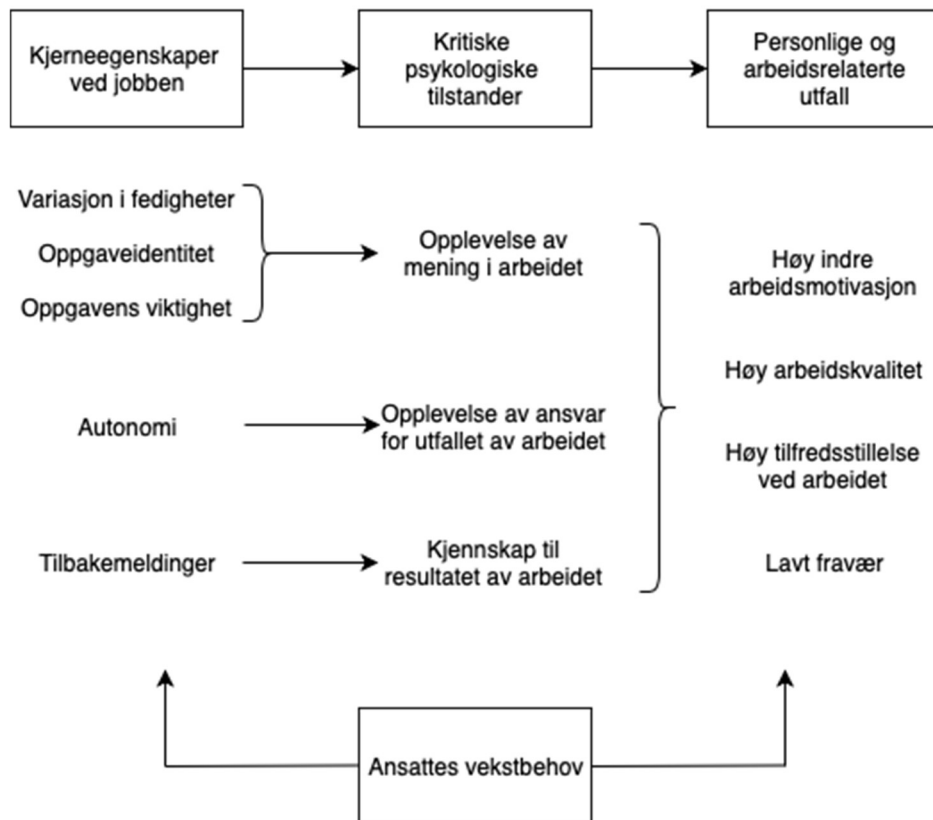 Kjerneegenskaper
ved jobben
Kritiske
psykologiske
tilstander
Personlige og
arbeidsrelaterte
utfall
Variasjon i fedigheter
Oppgaveidentitet
Oppgavens viktighet
Opplevelse av
mening i arbeidet
Autonomi
Opplevelse av ansvar
for utfallet av arbeidet
Tilbakemeldinger
Kjennskap til
resultatet av arbeidet
Høy indre
arbeidsmotivasjon
Høy arbeidskvalitet
Høy tilfredsstillelse
ved arbeidet
Lavt fravær
Ansattes vekstbehov